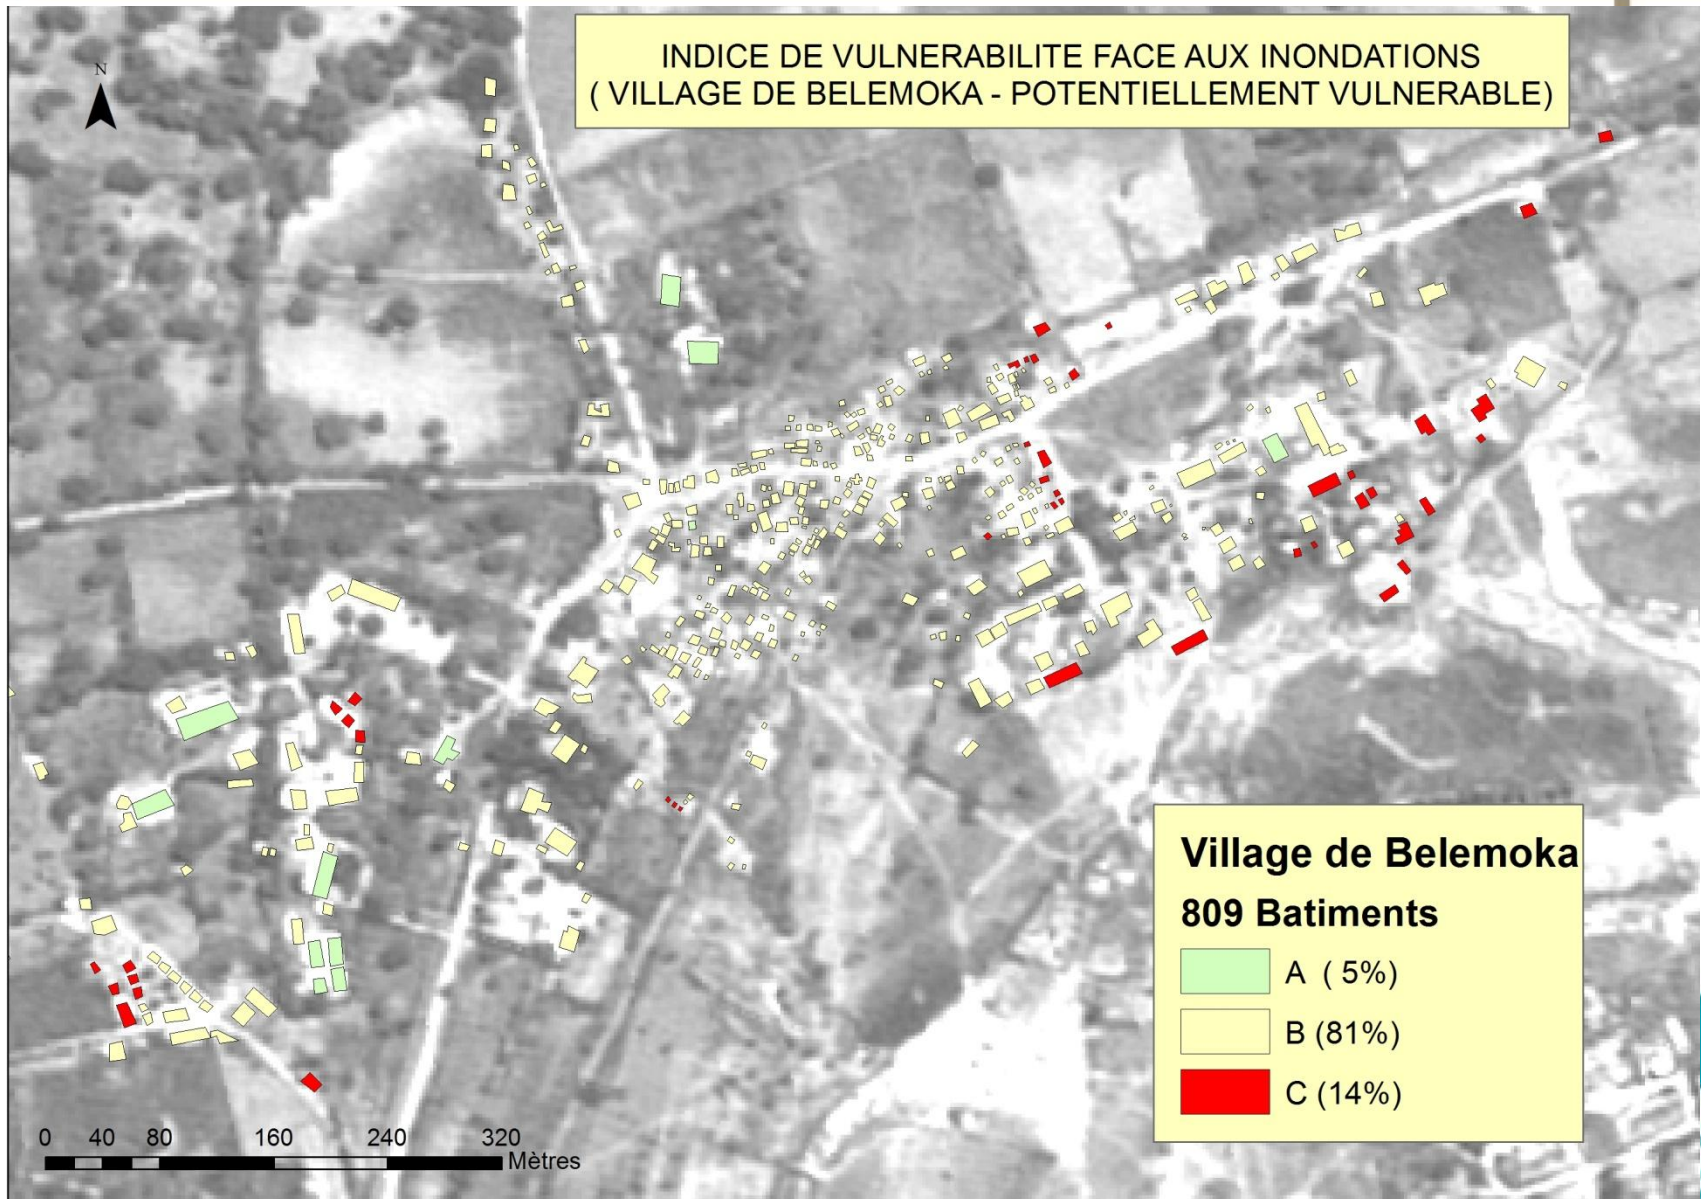 INDICE DE VULNERABILITE FACE AUX INONDATIONS
( VILLAGE DE BELEMOKA - POTENTIELLEMENT VULNERABLE)
N
Village de Belemoka
809 Batiments
A ( 5%)
B (81%)
C (14%)
0 40 80 160 240 320
Mètres